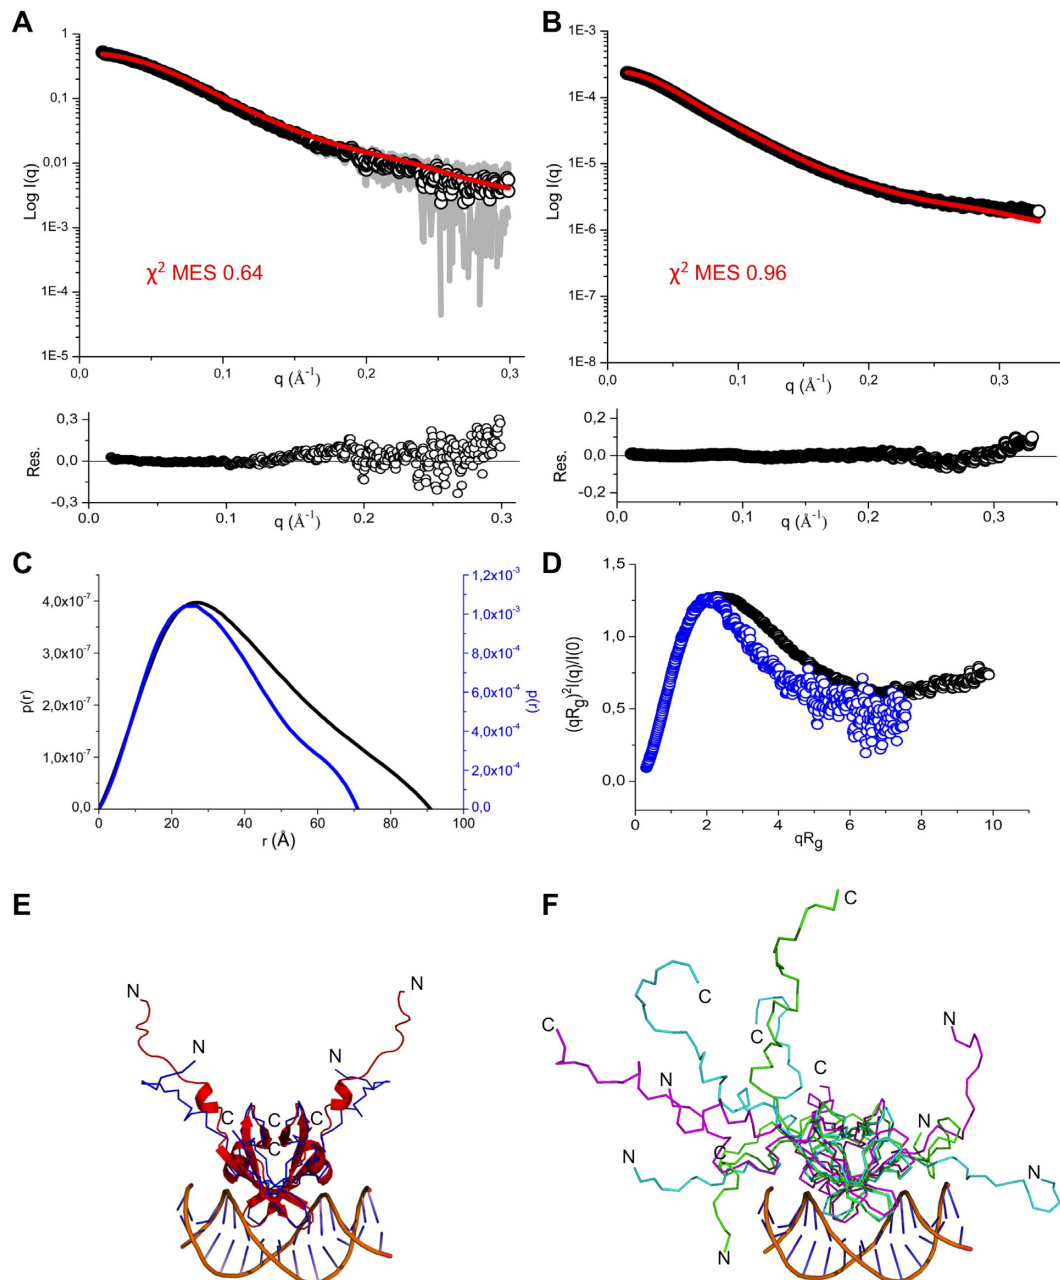 A
1
0,1
0,01
1E-3
1E-4
1E-5
Log I(q)
χ² MES 0.64
0,0
0,1
0,2
0,3
q (Å⁻¹)
0,3
0,0
-0,3
Res.
0,0
0,1
0,2
0,3
q (Å⁻¹)
B
1E-3
1E-4
1E-5
1E-6
1E-7
1E-8
Log I(q)
χ² MES 0.96
0,0
0,1
0,2
0,3
q (Å⁻¹)
0,2
0,0
-0,2
Res.
0,0
0,1
0,2
0,3
q (Å⁻¹)
C
4,0x10⁻⁷
3,0x10⁻⁷
2,0x10⁻⁷
1,0x10⁻⁷
0,0
p(r)
1,2x10⁻³
1,0x10⁻³
8,0x10⁻⁴
6,0x10⁻⁴
4,0x10⁻⁴
2,0x10⁻⁴
0,0
p(r)
0
20
40
60
80
100
r (Å)
D
1,5
1,0
0,5
0,0
(qRg)²I(q)/I(0)
0
2
4
6
8
10
qRg
E
N
N
N
N
C
C
C
C
F
C
C
C
N
C
N
C
N
C
N
N
N